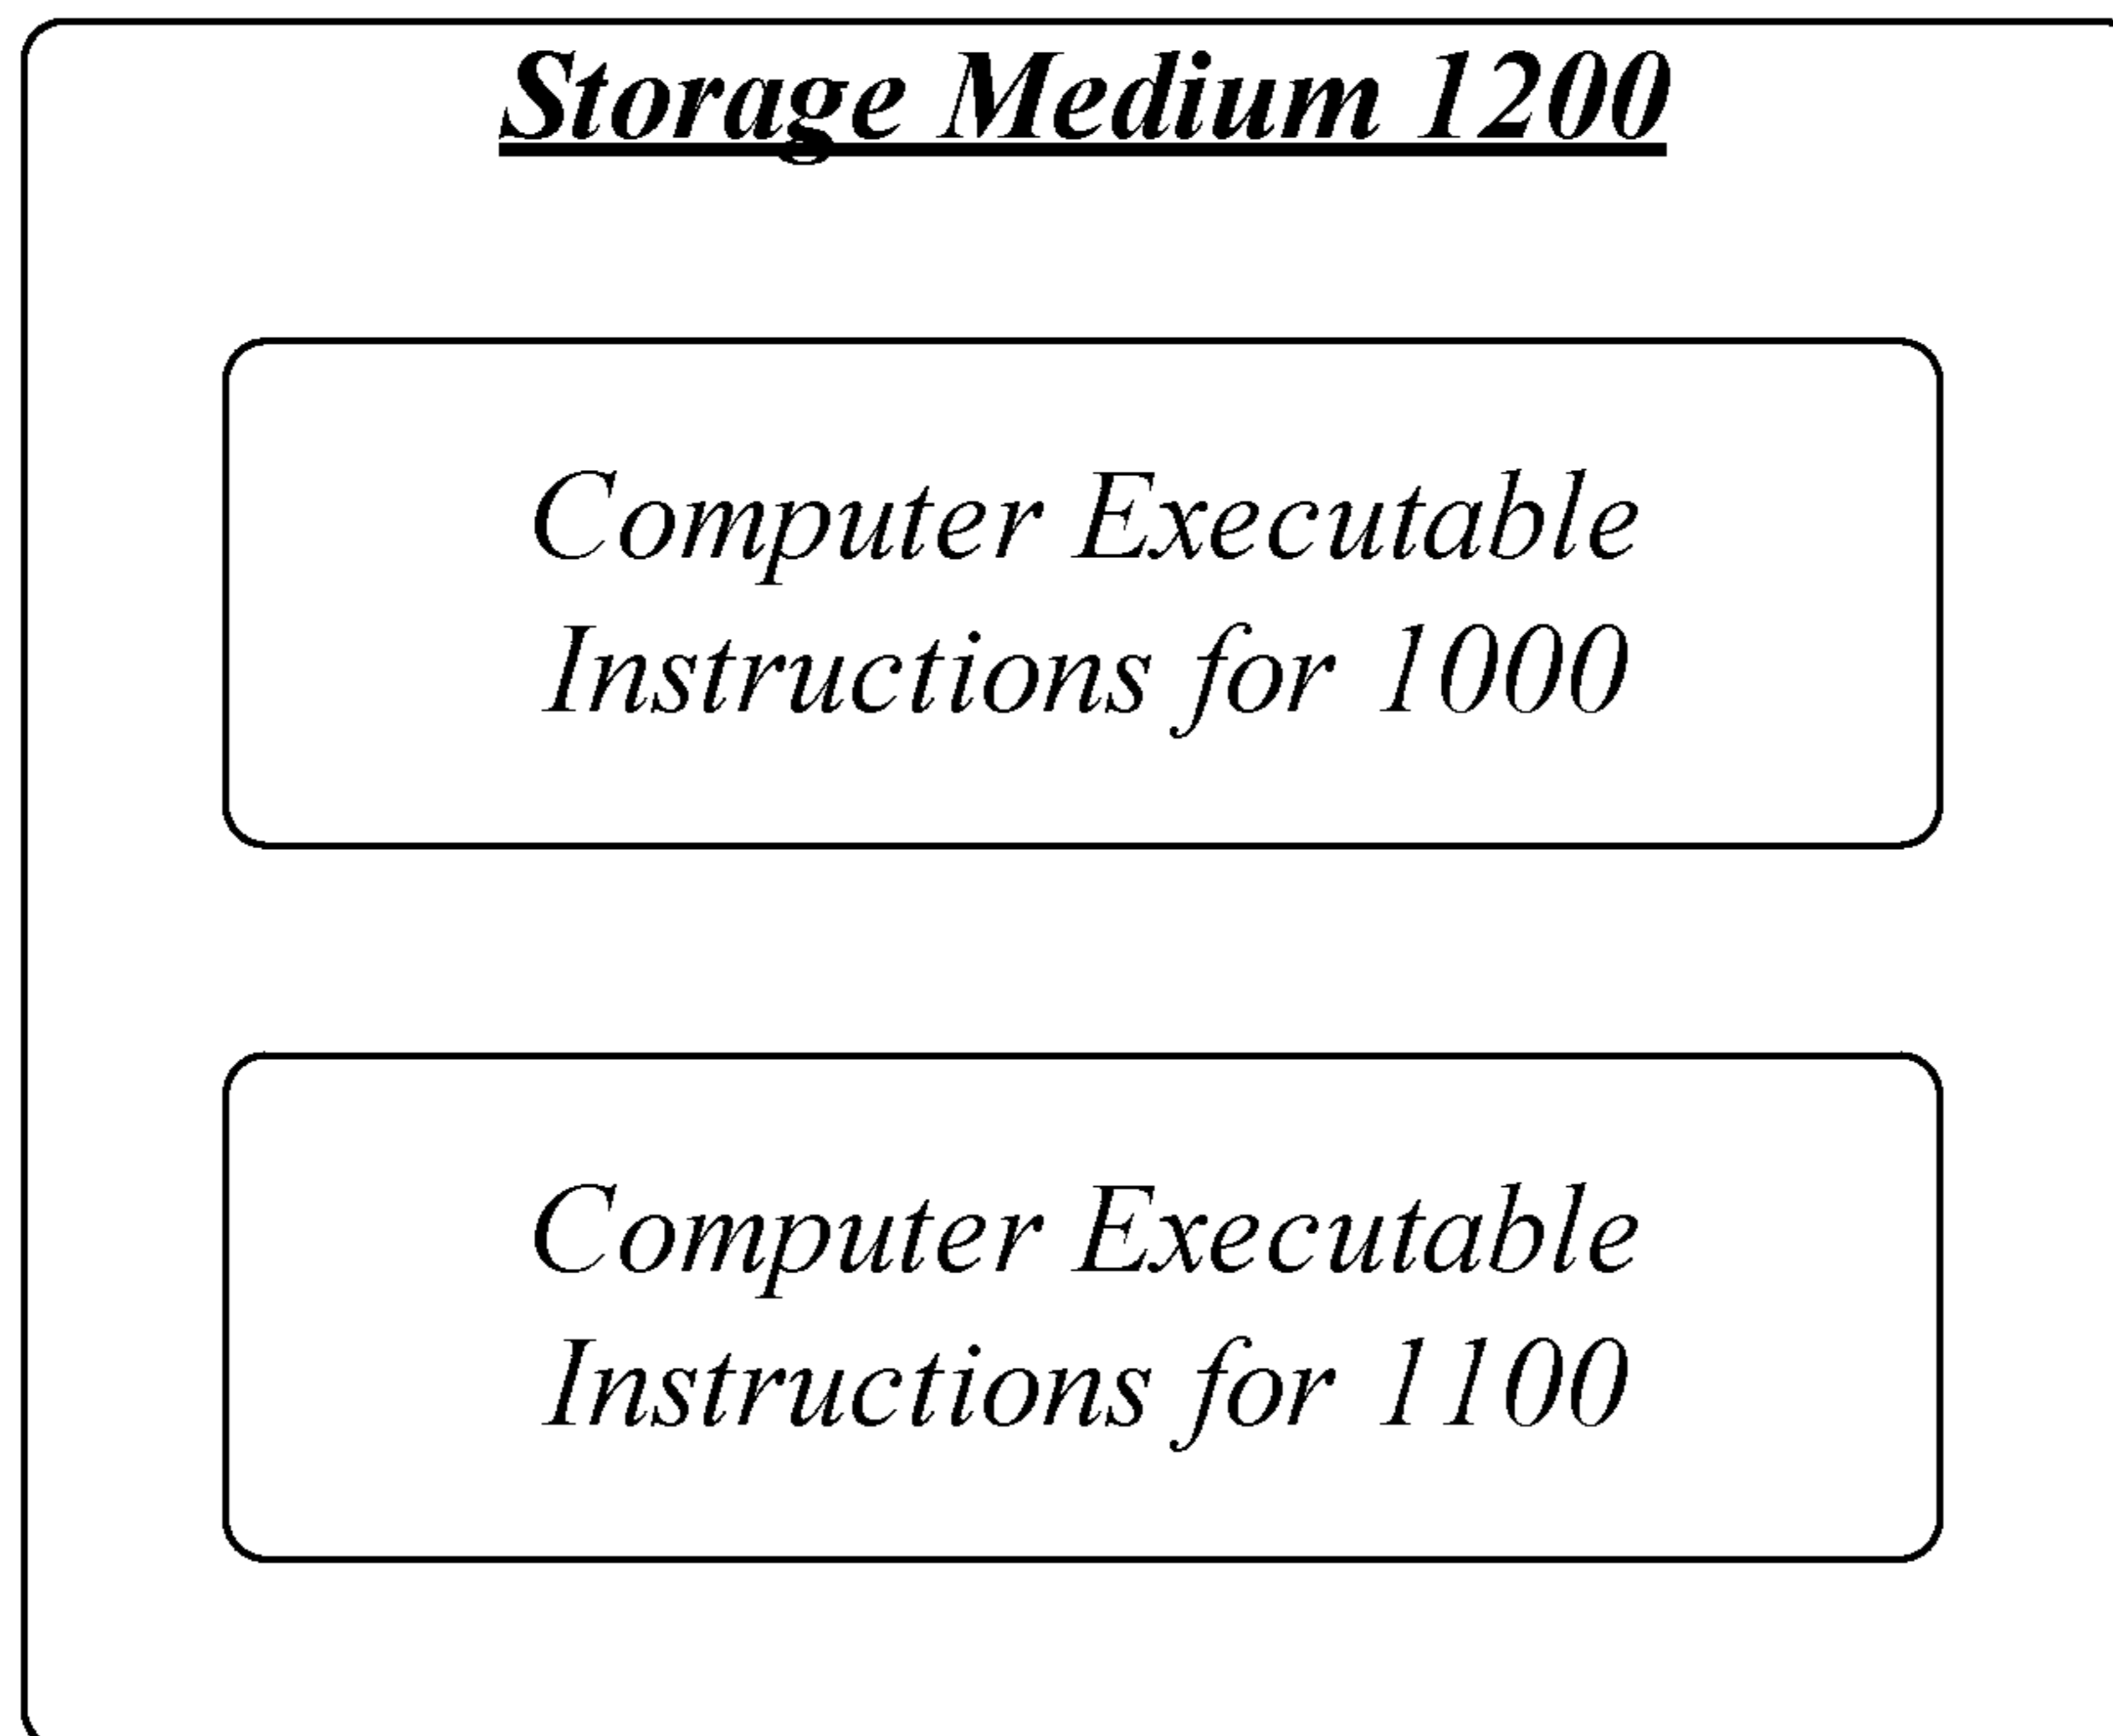 Storage Medium 1200
Computer Executable
Instructions for 1000
Computer Executable
Instructions for 1100